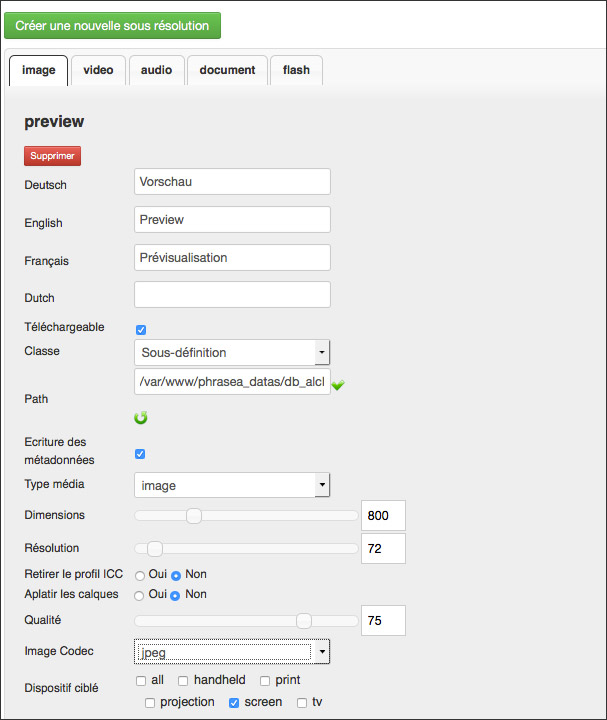 Créer une nouvelle sous résolution
image video audio document flash
preview
Supprimer
Deutsch Vorschau
English Preview
Français Prévisualisation
Dutch
Téléchargeable
Classe Sous-définition
Path /var/www/phrasea_datas/db_alcl
Ecriture des
métadonnées
Type média image
Dimensions 800
Résolution 72
Retirer le profil ICC Oui Non
Aplatir les calques Oui Non
Qualité 75
Image Codec jpeg
Dispositif ciblé all handheld print
projection screen tv